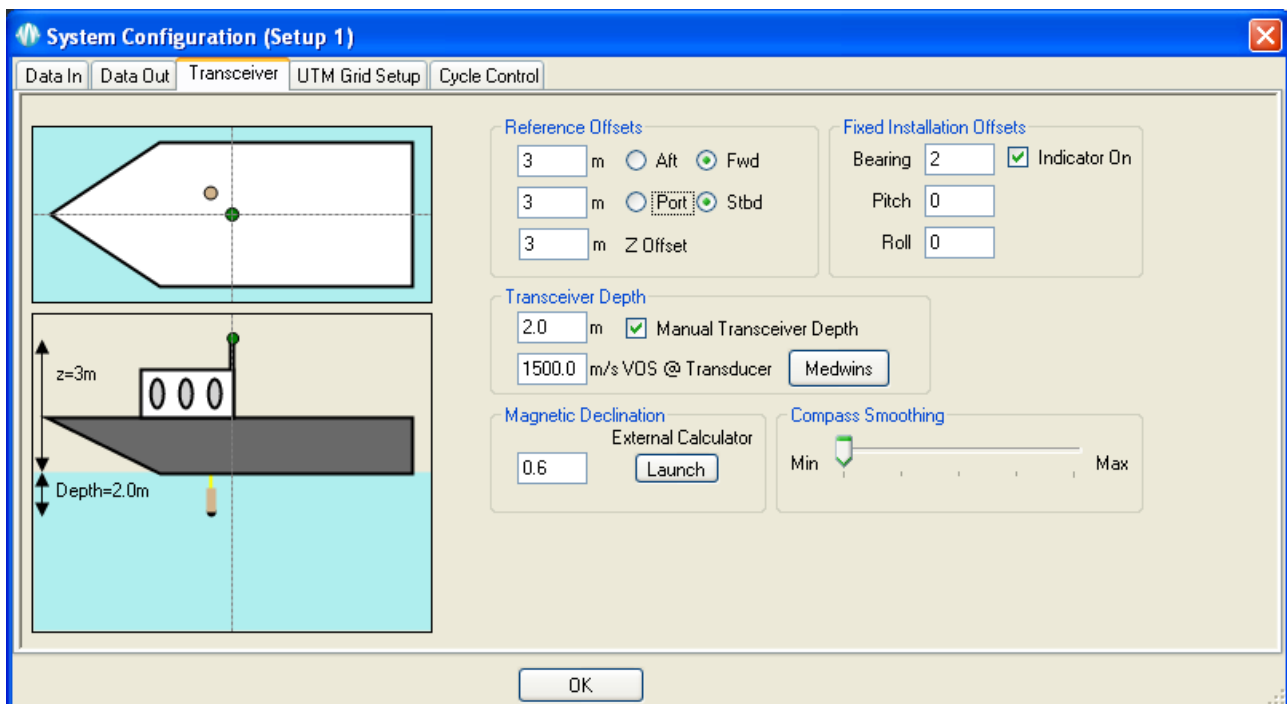 System Configuration (Setup 1)
Data In Data Out Transceiver UTM Grid Setup Cycle Control
z=3m
Depth=2.0m
Reference Offsets
3 m Aft Fwd
3 m Port Stbd
3 m Z Offset
Fixed Installation Offsets
Bearing 2 Indicator On
Pitch 0
Roll 0
Transceiver Depth
2.0 m Manual Transceiver Depth
1500.0 m/s VOS @ Transducer Medwins
Magnetic Declination
External Calculator
0.6 Launch
Compass Smoothing
Min Max
OK